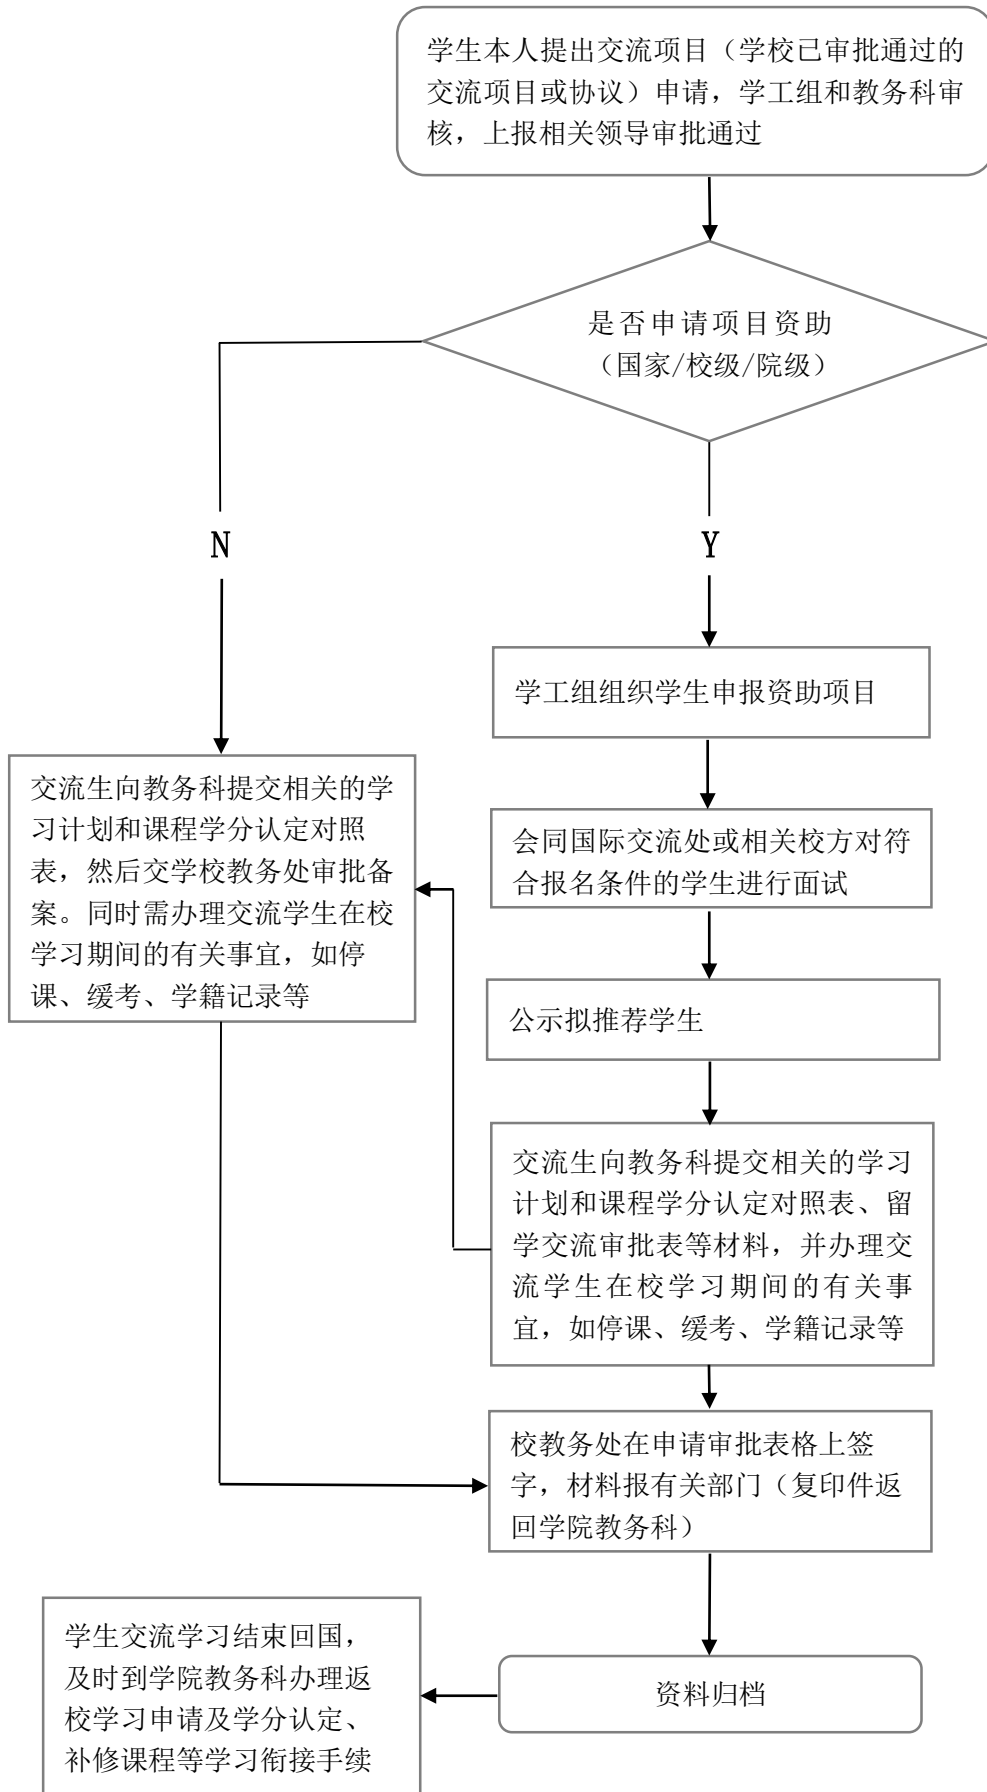 学生本人提出交流项目（学校已审批通过的
交流项目或协议）申请，学工组和教务科审
核，上报相关领导审批通过
是否申请项目资助
（国家/校级/院级）
N
Y
学工组组织学生申报资助项目
交流生向教务科提交相关的学
习计划和课程学分认定对照
表，然后交学校教务处审批备
案。同时需办理交流学生在校
学习期间的有关事宜，如停
课、缓考、学籍记录等
会同国际交流处或相关校方对符
合报名条件的学生进行面试
公示拟推荐学生
交流生向教务科提交相关的学习
计划和课程学分认定对照表、留
学交流审批表等材料，并办理交
流学生在校学习期间的有关事
宜，如停课、缓考、学籍记录等
校教务处在申请审批表格上签
字，材料报有关部门（复印件返
回学院教务科）
资料归档
学生交流学习结束回国，
及时到学院教务科办理返
校学习申请及学分认定、
补修课程等学习衔接手续